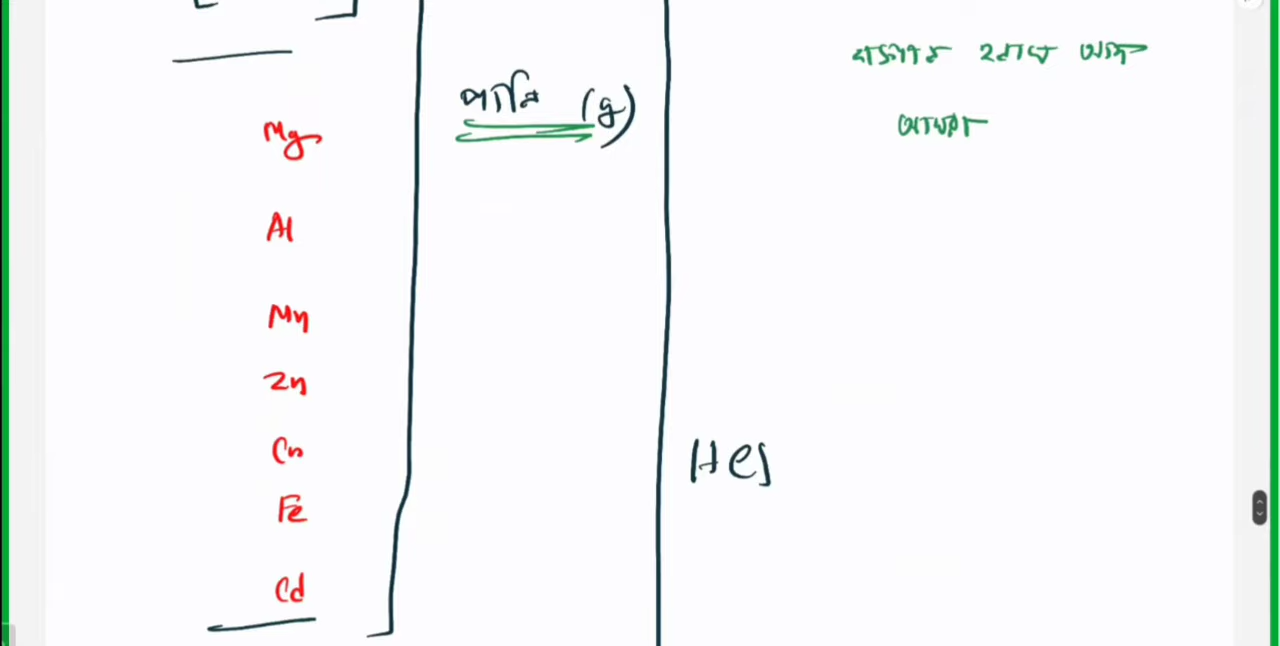 Mg
Al
Mn
Zn
Cr
Fe
Cd
পানি (g)
HCl